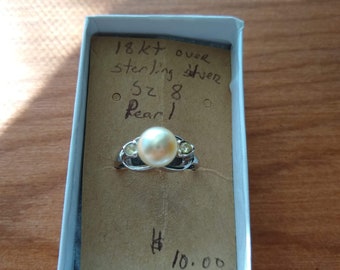 18kt over
sterling silver
Sz 8
Pearl
$ 10.00